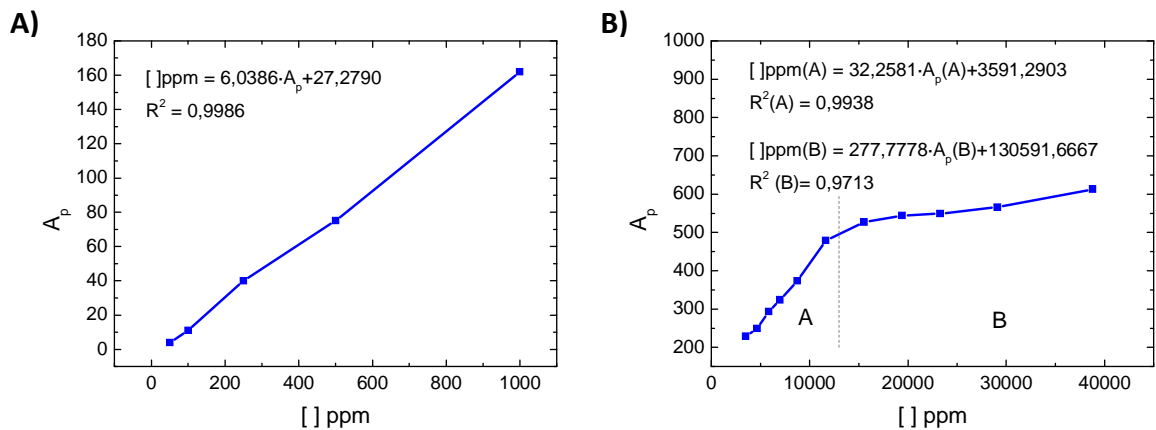 A)
180
160
140
120
100
80
60
40
20
0
A_p
[ ]ppm = 6,0386·A_p+27,2790
R² = 0,9986
0
200
400
600
800
1000
[ ] ppm
B)
1000
900
800
700
600
500
400
300
200
A_p
[ ]ppm(A) = 32,2581·A_p(A)+3591,2903
R²(A) = 0,9938
[ ]ppm(B) = 277,7778·A_p(B)+130591,6667
R² (B)= 0,9713
A
B
0
10000
20000
30000
40000
[ ] ppm